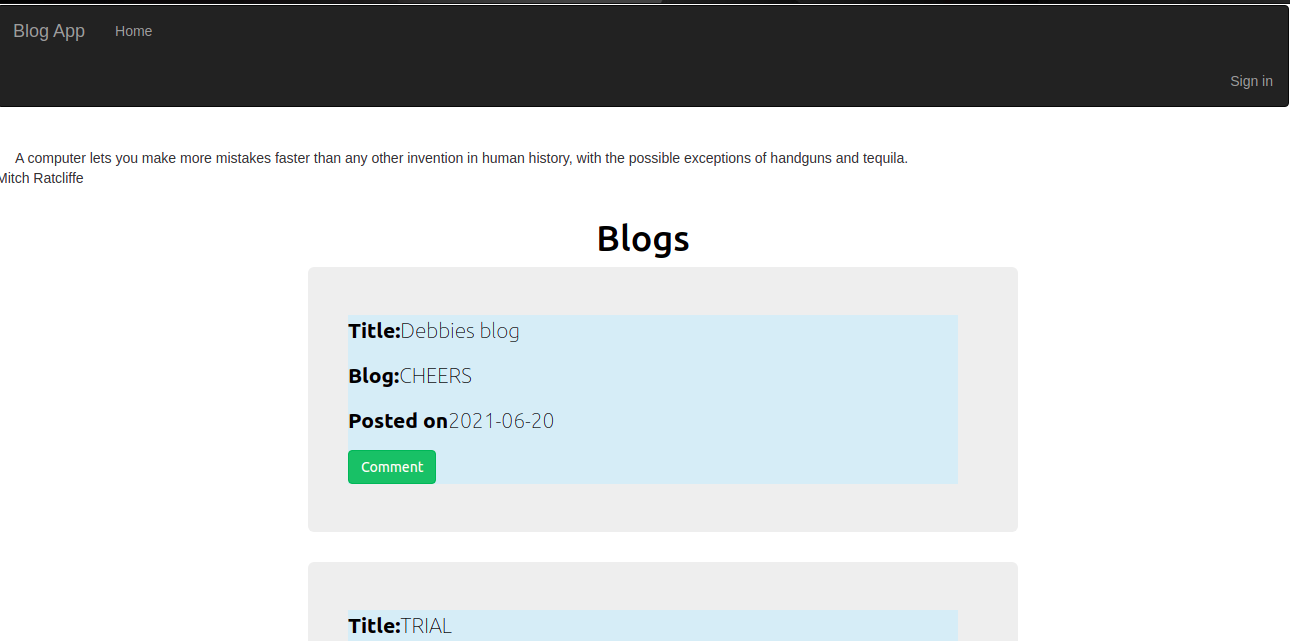 Blog App Home
Sign in
A computer lets you make more mistakes faster than any other invention in human history, with the possible exceptions of handguns and tequila.
Mitch Ratcliffe
Blogs
Title:Debbies blog
Blog:CHEERS
Posted on2021-06-20
Comment
Title:TRIAL